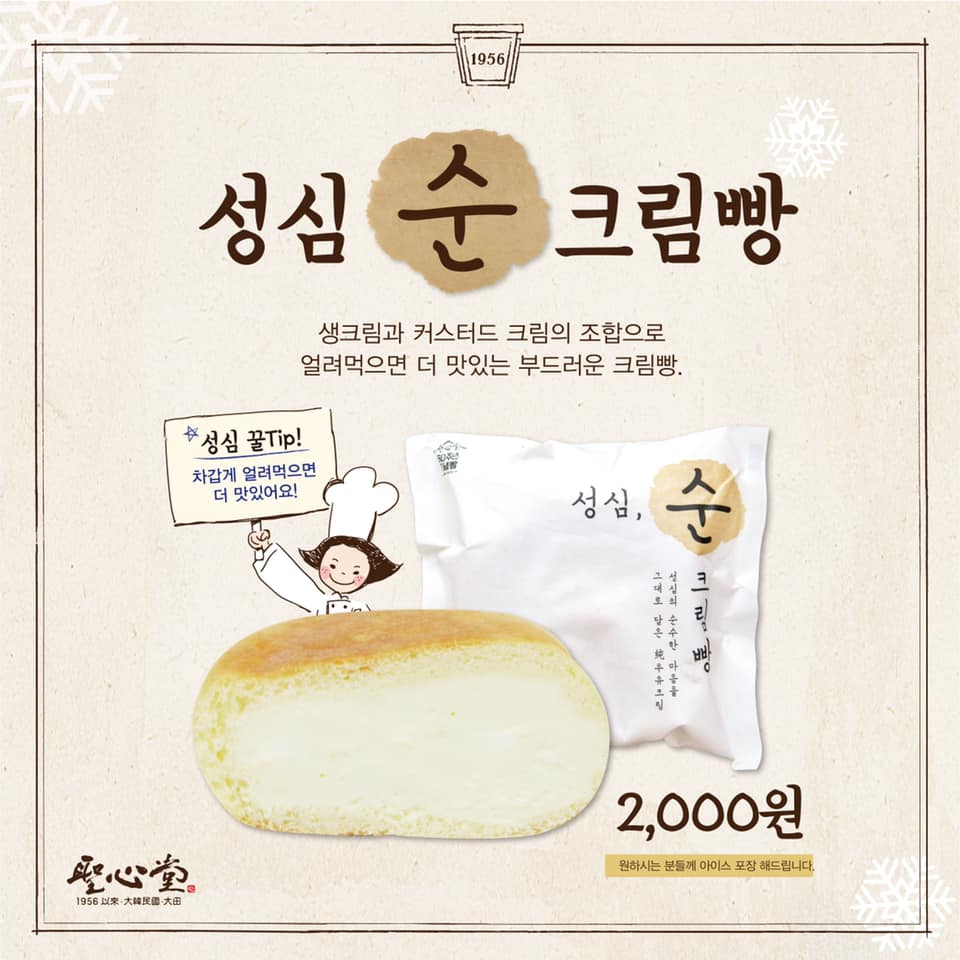 1956
성심 순 크림빵
생크림과 커스터드 크림의 조합으로
얼려먹으면 더 맛있는 부드러운 크림빵.
성심 꿀Tip!
차갑게 얼려먹으면
더 맛있어요!
성심, 순
크림빵
성심의 순수한 마음을
그대로 담은 純우유크림
2,000원
원하시는 분들께 아이스 포장 해드립니다.
聖心堂
1956 以來·大韓民國·大田